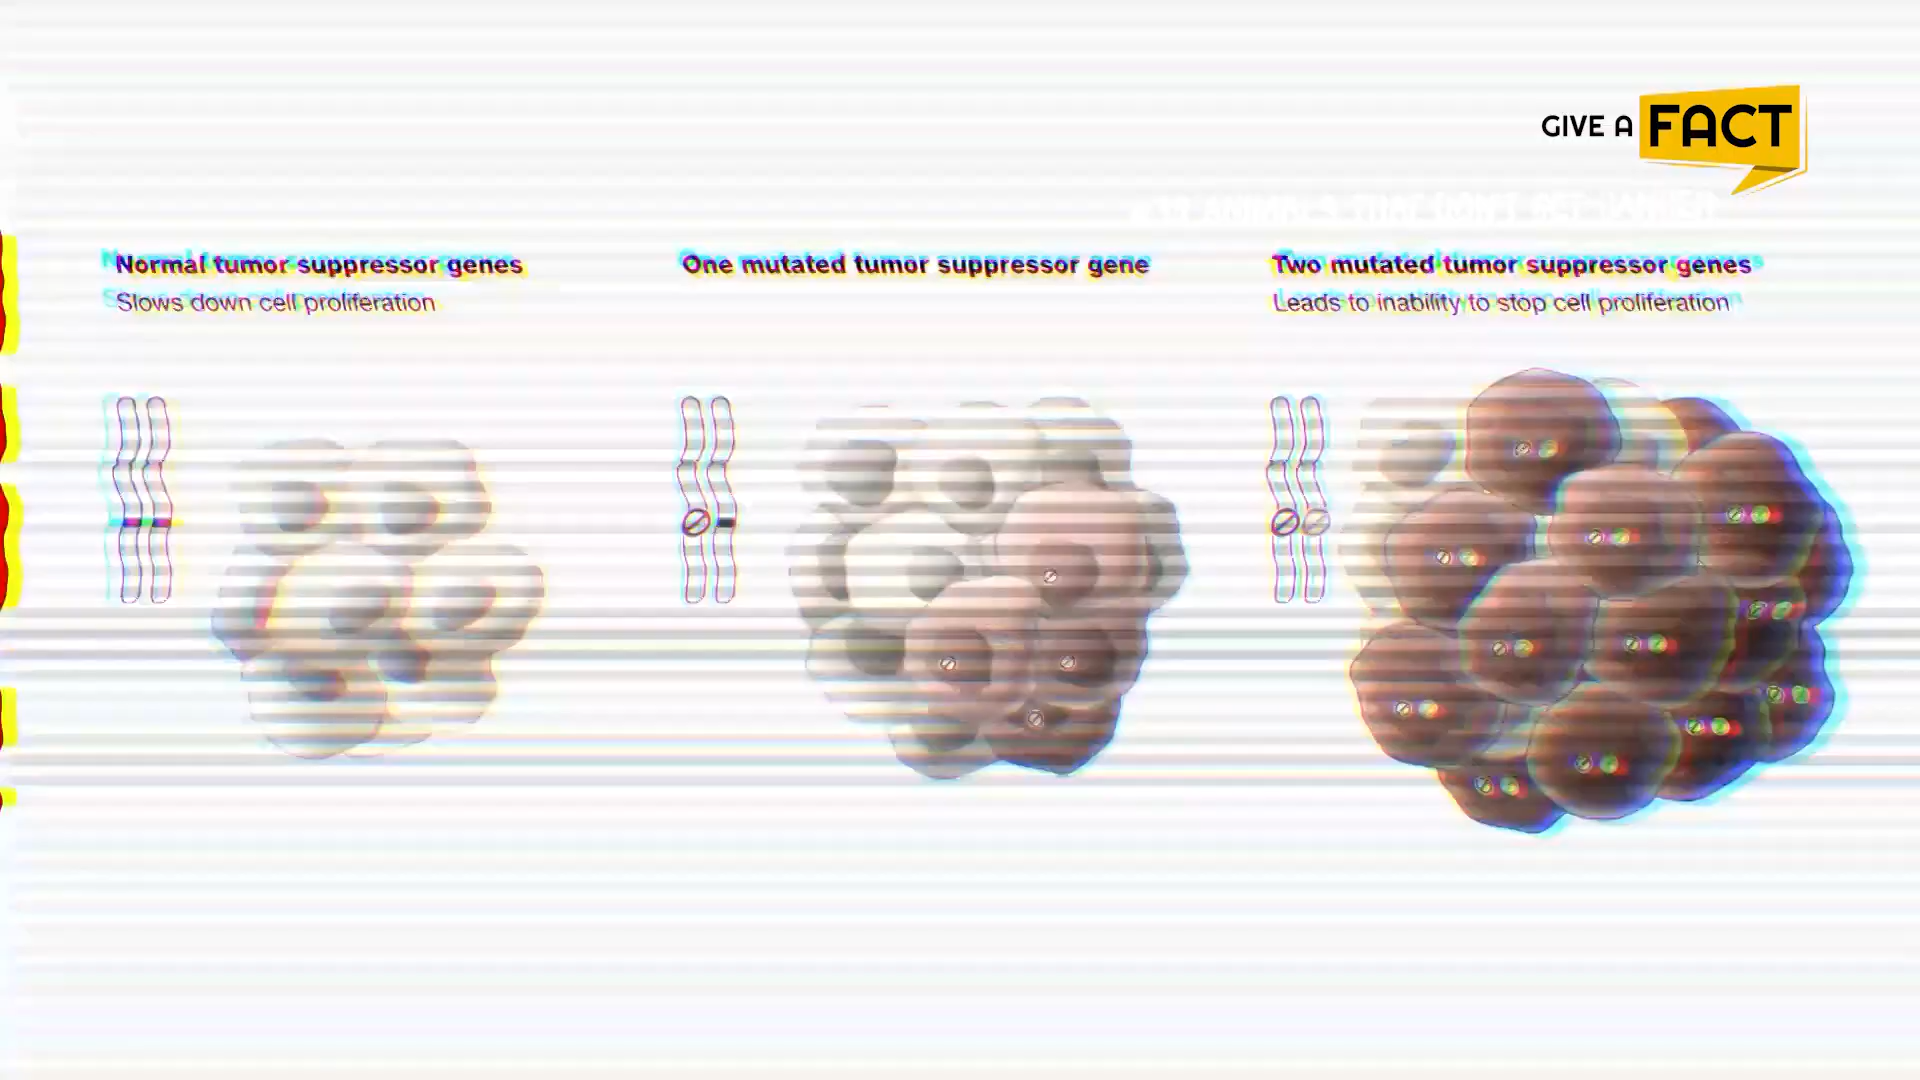 GIVE A FACT
Normal tumor suppressor genes
Slows down cell proliferation
One mutated tumor suppressor gene
Two mutated tumor suppressor genes
Leads to inability to stop cell proliferation